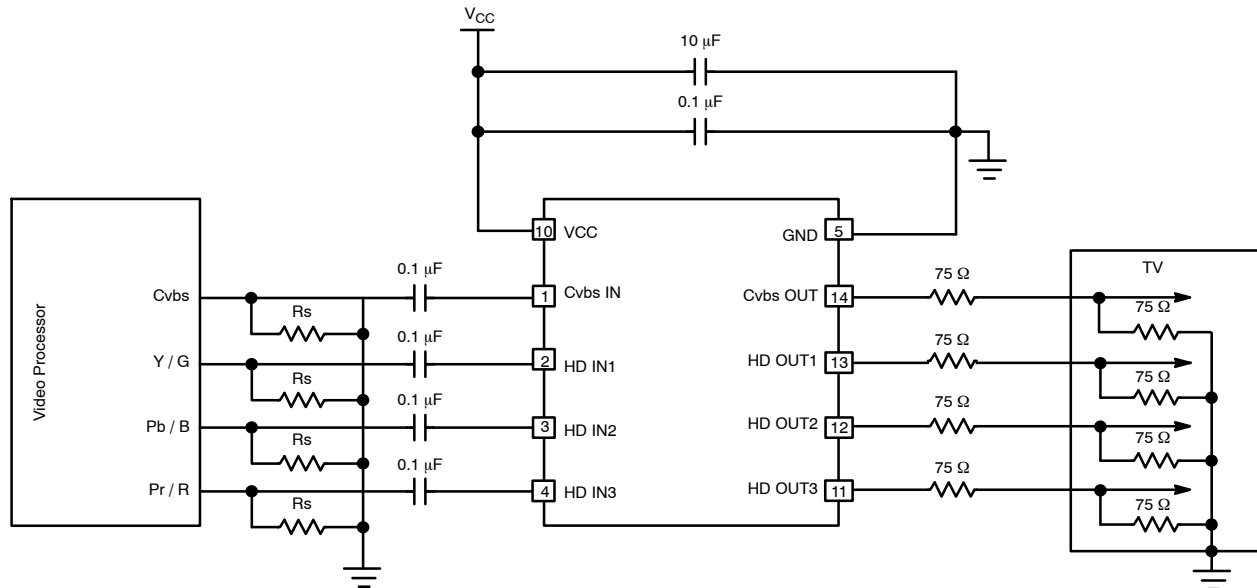 V_CC
10 μF
0.1 μF
10 VCC
GND 5
Video Processor
TV
Cvbs
Rs
0.1 μF
1 Cvbs IN
Cvbs OUT 14
75 Ω
75 Ω
Y / G
Rs
0.1 μF
2 HD IN1
HD OUT1 13
75 Ω
75 Ω
Pb / B
Rs
0.1 μF
3 HD IN2
HD OUT2 12
75 Ω
75 Ω
Pr / R
Rs
0.1 μF
4 HD IN3
HD OUT3 11
75 Ω
75 Ω